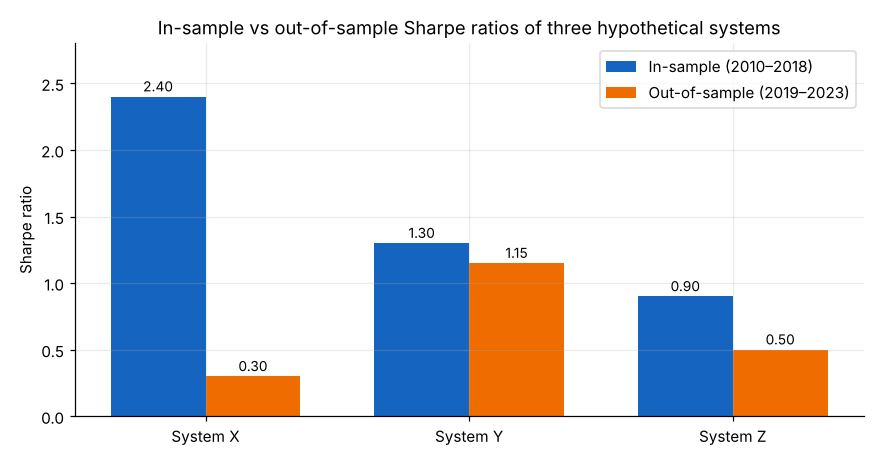 In-sample vs out-of-sample Sharpe ratios of three hypothetical systems
In-sample (2010–2018)
Out-of-sample (2019–2023)
Sharpe ratio
2.5
2.0
1.5
1.0
0.5
0.0
2.40
0.30
1.30
1.15
0.90
0.50
System X
System Y
System Z